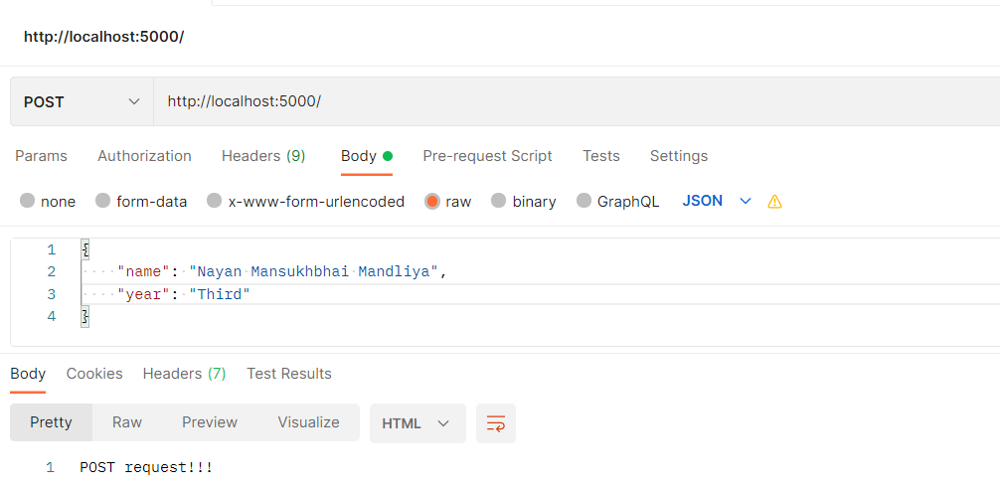 http://localhost:5000/
POST http://localhost:5000/
Params Authorization Headers (9) Body Pre-request Script Tests Settings
none form-data x-www-form-urlencoded raw binary GraphQL JSON
1 {
2 "name": "Nayan Mansukhbhai Mandliya",
3 "year": "Third"
4 }
Body Cookies Headers (7) Test Results
Pretty Raw Preview Visualize HTML
1 POST request!!!